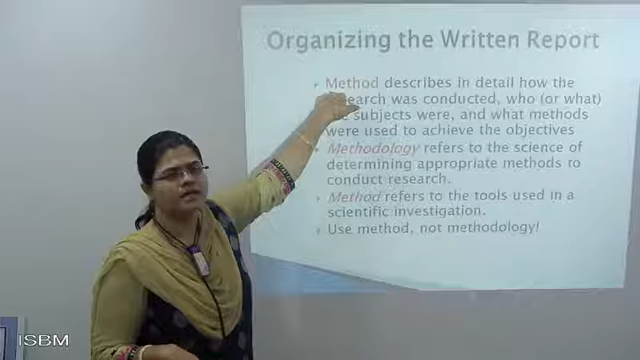 Organizing the Written Report
Method describes in detail how the
was conducted, who (or what)
subjects were, and what methods
were used to achieve the objectives
Methodology refers to the science of
determining appropriate methods to
conduct research.
Method refers to the tools used in a
scientific investigation.
Use method, not methodology!
ISBM